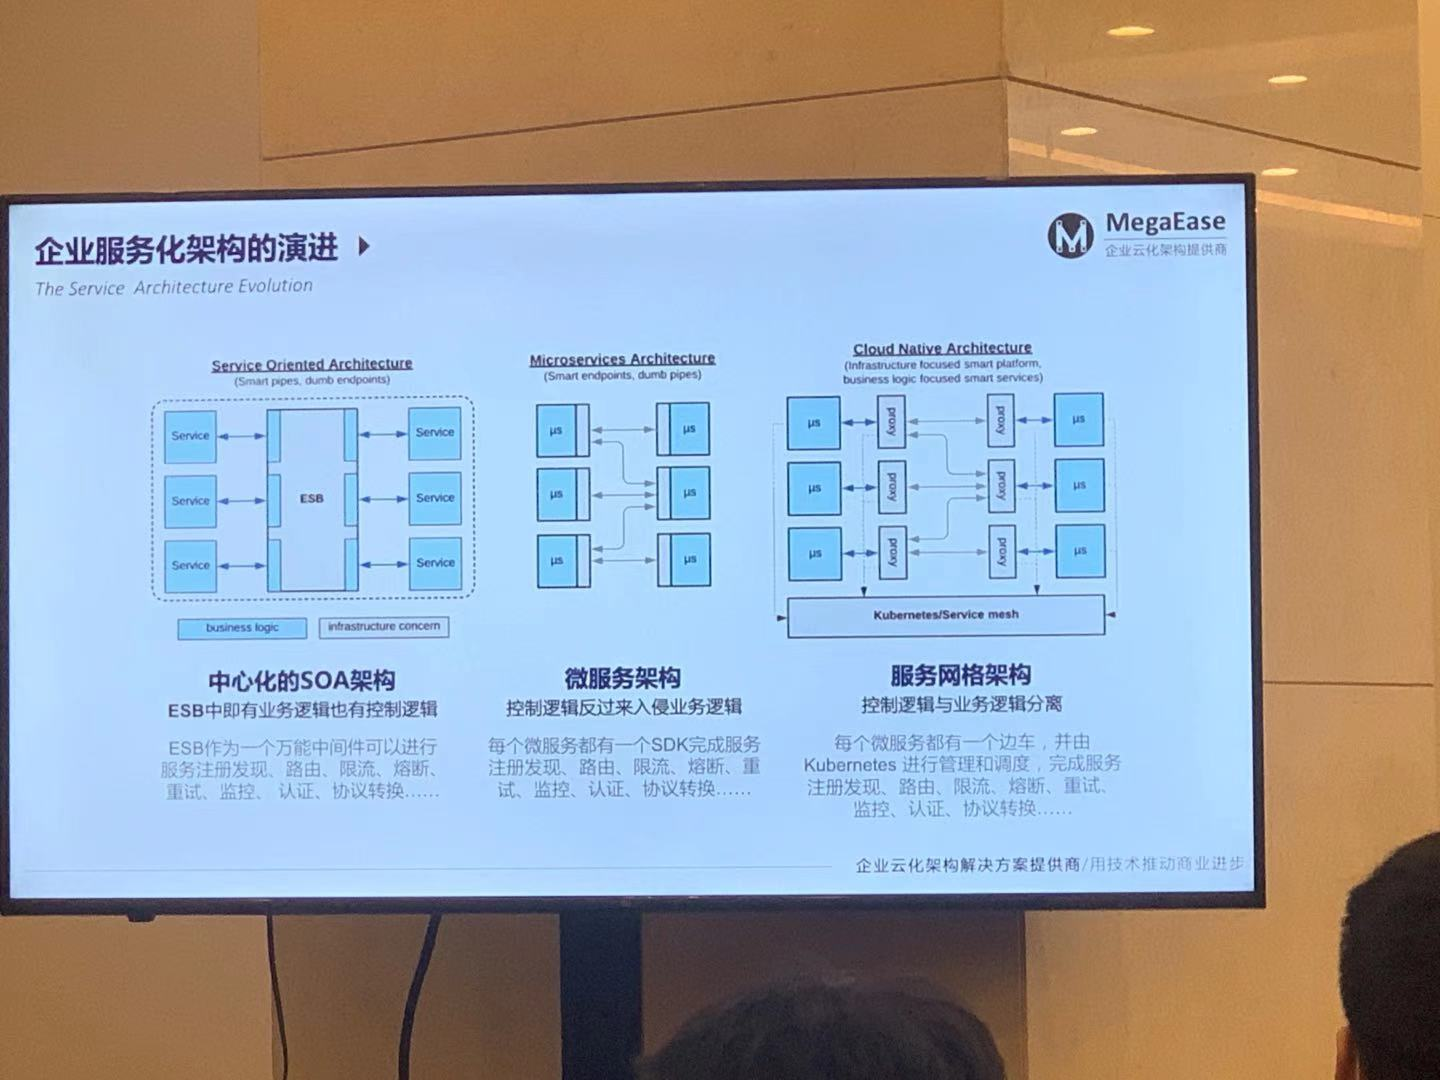 企业服务化架构的演进
The Service Architecture Evolution
MegaEase
企业云化架构提供商
Service Oriented Architecture
(Smart pipes, dumb endpoints)
Service
Service
Service
ESB
Service
Service
Service
business logic
infrastructure concern
Microservices Architecture
(Smart endpoints, dumb pipes)
µs
µs
µs
µs
µs
µs
Cloud Native Architecture
(Infrastructure focused smart platform,
business logic focused smart services)
µs
proxy
proxy
µs
µs
proxy
proxy
µs
µs
proxy
proxy
µs
Kubernetes/Service mesh
中心化的SOA架构
ESB中即有业务逻辑也有控制逻辑
ESB作为一个万能中间件可以进行
服务注册发现、路由、限流、熔断、
重试、监控、 认证、协议转换……
微服务架构
控制逻辑反过来入侵业务逻辑
每个微服务都有一个SDK完成服务
注册发现、路由、限流、熔断、重
试、监控、认证、协议转换……
服务网格架构
控制逻辑与业务逻辑分离
每个微服务都有一个边车，并由
Kubernetes 进行管理和调度，完成服务
注册发现、路由、限流、熔断、重试、
监控、认证、协议转换……
企业云化架构解决方案提供商/用技术推动商业进步